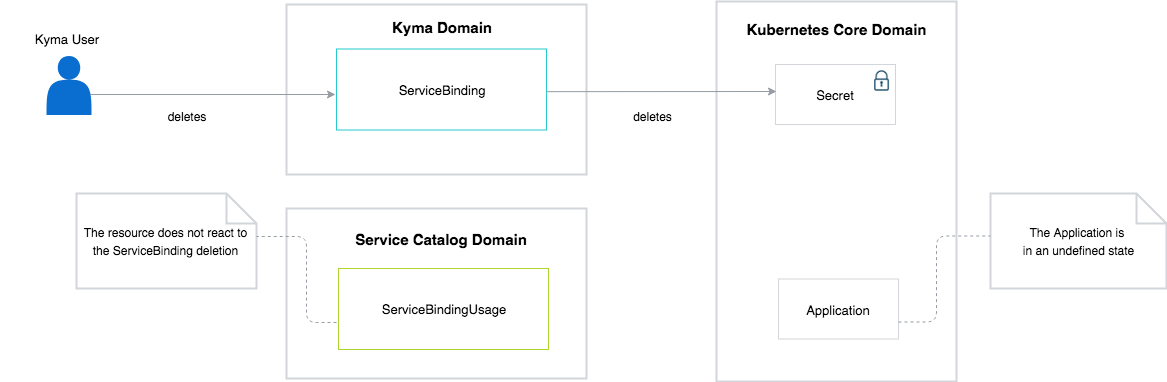 Kyma User
deletes
Kyma Domain
ServiceBinding
deletes
Kubernetes Core Domain
Secret
The resource does not react to
the ServiceBinding deletion
Service Catalog Domain
ServiceBindingUsage
Application
The Application is
in an undefined state